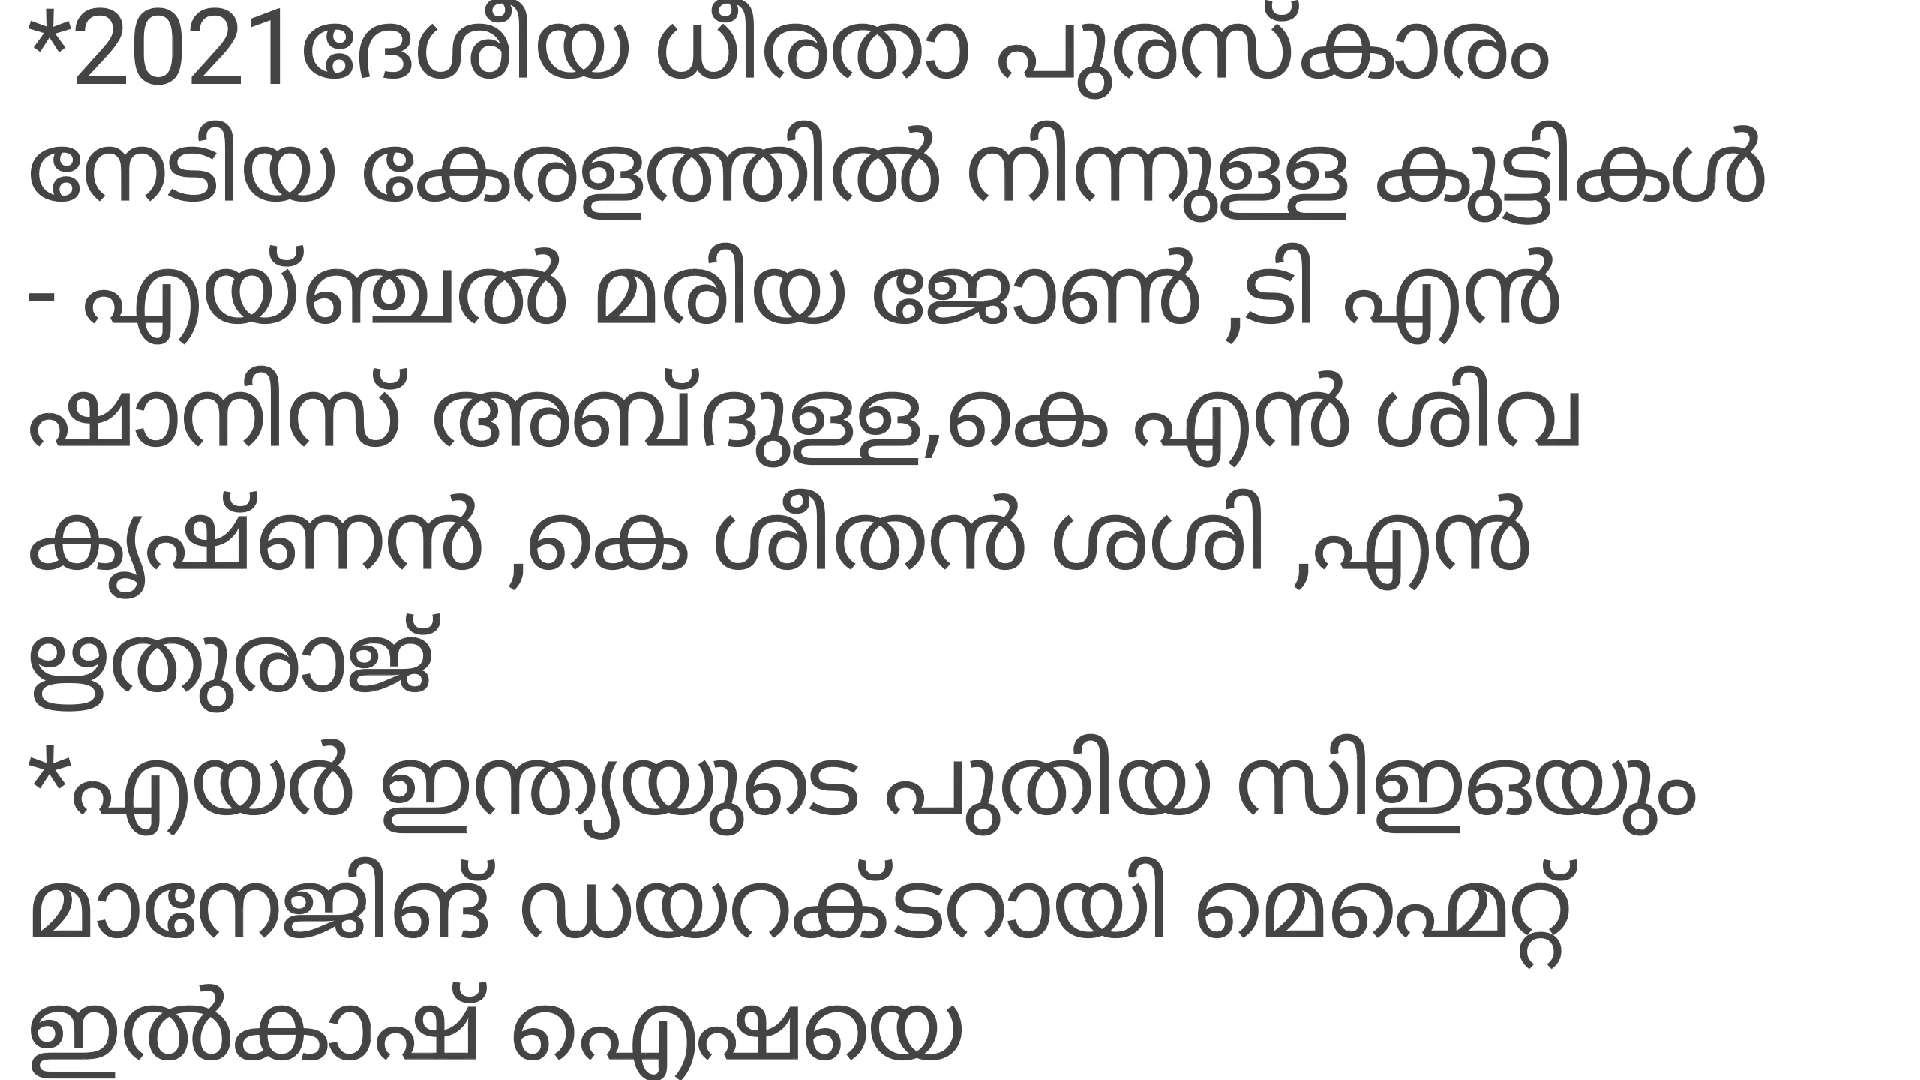 *2021ദേശീയ ധീരതാ പുരസ്കാരം
നേടിയ കേരളത്തിൽ നിന്നുള്ള കുട്ടികൾ
- എയ്ഞ്ചൽ മരിയ ജോൺ ,ടി എൻ
ഷാനിസ് അബ്ദുള്ള,കെ എൻ ശിവ
കൃഷ്ണൻ ,കെ ശീതൻ ശശി ,എൻ
ഋതുരാജ്
*എയർ ഇന്ത്യയുടെ പുതിയ സിഇഒയും
മാനേജിങ് ഡയറക്ടറായി മെഹ്മെറ്റ്
ഇൽകാഷ് ഐഷയെ